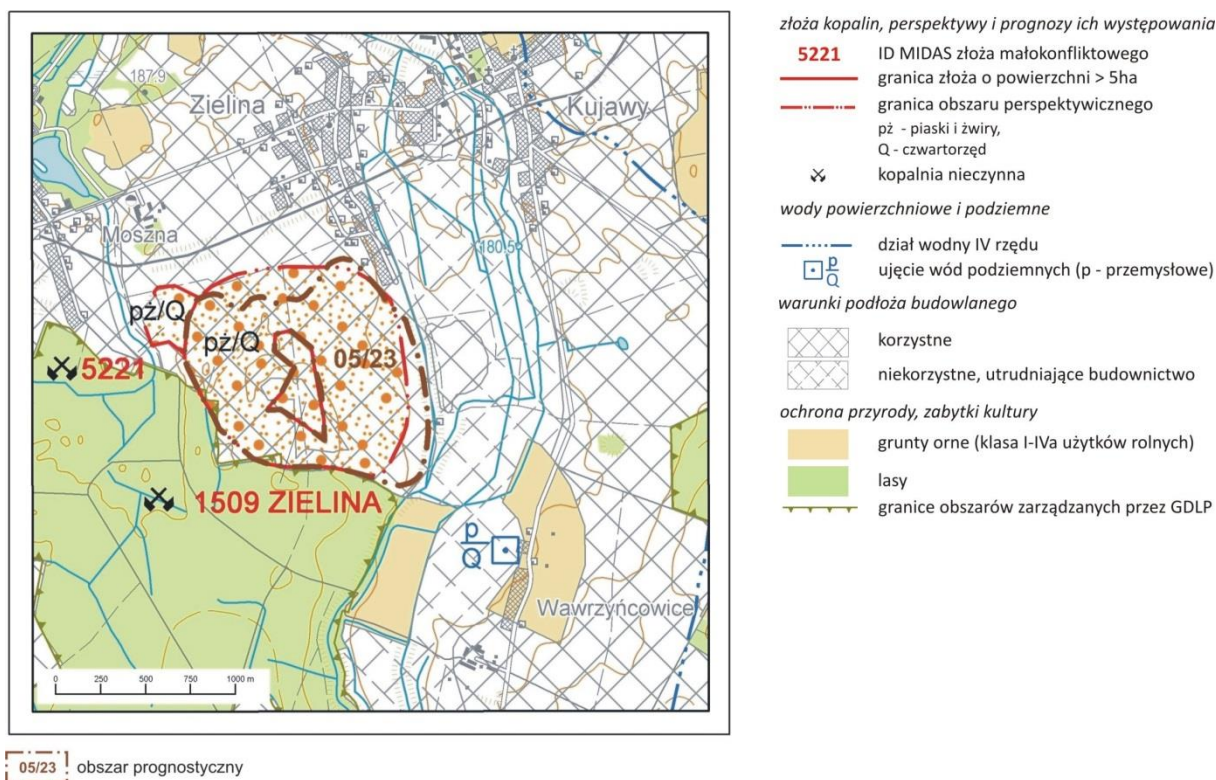 187.9
Zielina
Kujawy
Moszna
180.5
pż/Q
pż/Q
05/23
5221
1509 ZIELINA
p
Q
Wawrzyńcowice
0 250 500 750 1000 m
05/23 obszar prognostyczny
złoża kopalin, perspektywy i prognozy ich występowania
5221 ID MIDAS złoża małokonfliktowego
granica złoża o powierzchni > 5ha
granica obszaru perspektywicznego
pż - piaski i żwiry,
Q - czwartorzęd
kopalnia nieczynna
wody powierzchniowe i podziemne
dział wodny IV rzędu
p
Q
ujęcie wód podziemnych (p - przemysłowe)
warunki podłoża budowlanego
korzystne
niekorzystne, utrudniające budownictwo
ochrona przyrody, zabytki kultury
grunty orne (klasa I-IVa użytków rolnych)
lasy
granice obszarów zarządzanych przez GDLP